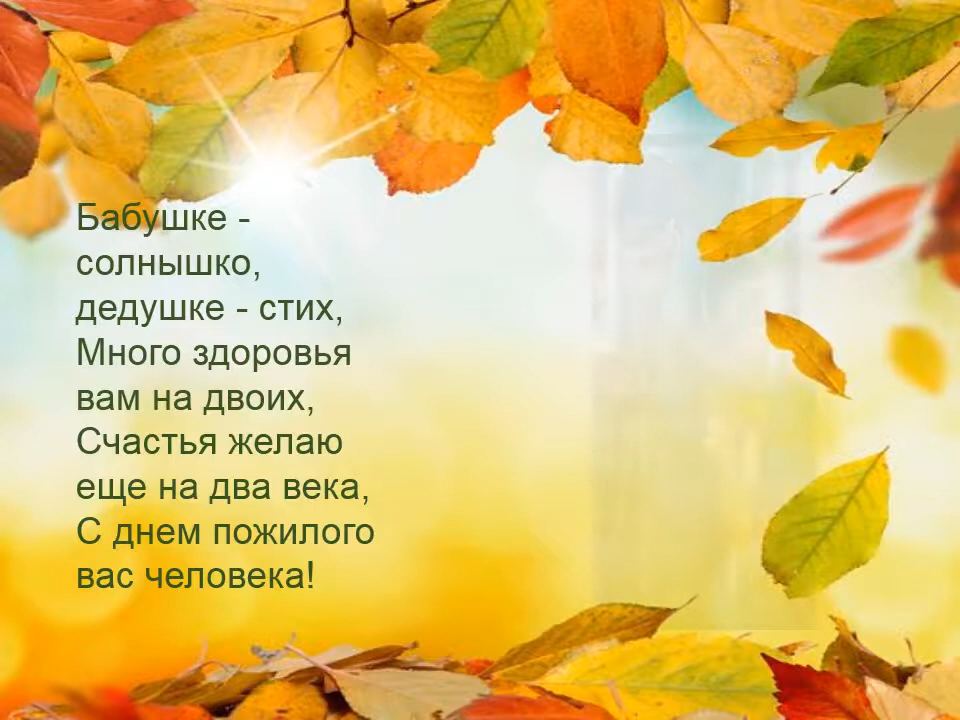 Бабушке -
солнышко,
дедушке - стих,
Много здоровья
вам на двоих,
Счастья желаю
еще на два века,
С днем пожилого
вас человека!